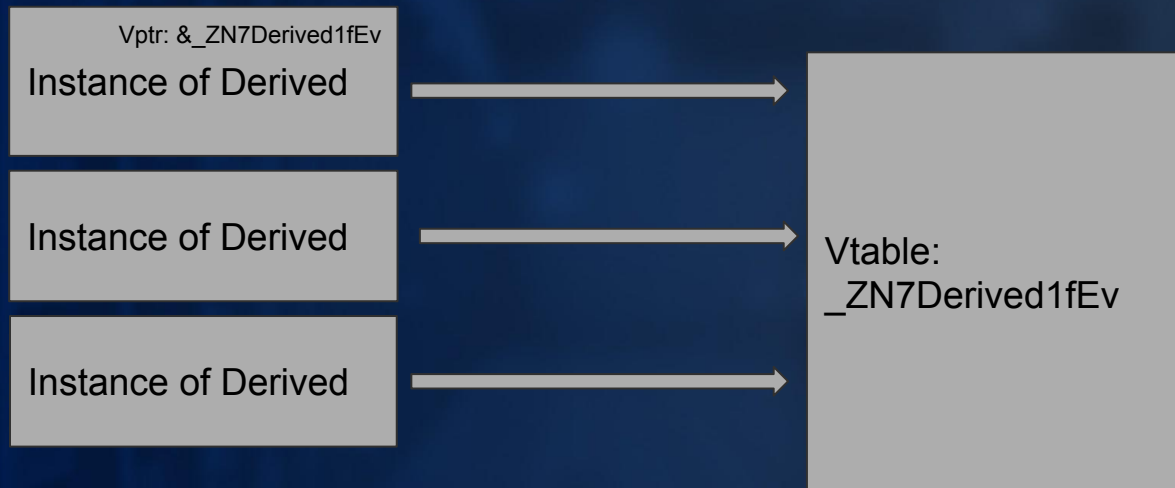 Vptr: &_ZN7Derived1fEv
Instance of Derived
Instance of Derived
Instance of Derived
Vtable:
_ZN7Derived1fEv